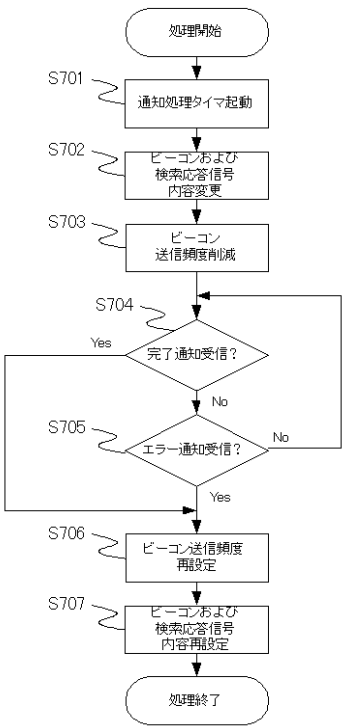 処理開始
S701
通知処理タイマ起動
S702
ビーコンおよび
検索応答信号
内容変更
S703
ビーコン
送信頻度削減
S704
Yes
完了通知受信？
No
S705
エラー通知受信？
No
Yes
S706
ビーコン送信頻度
再設定
S707
ビーコンおよび
検索応答信号
内容再設定
処理終了